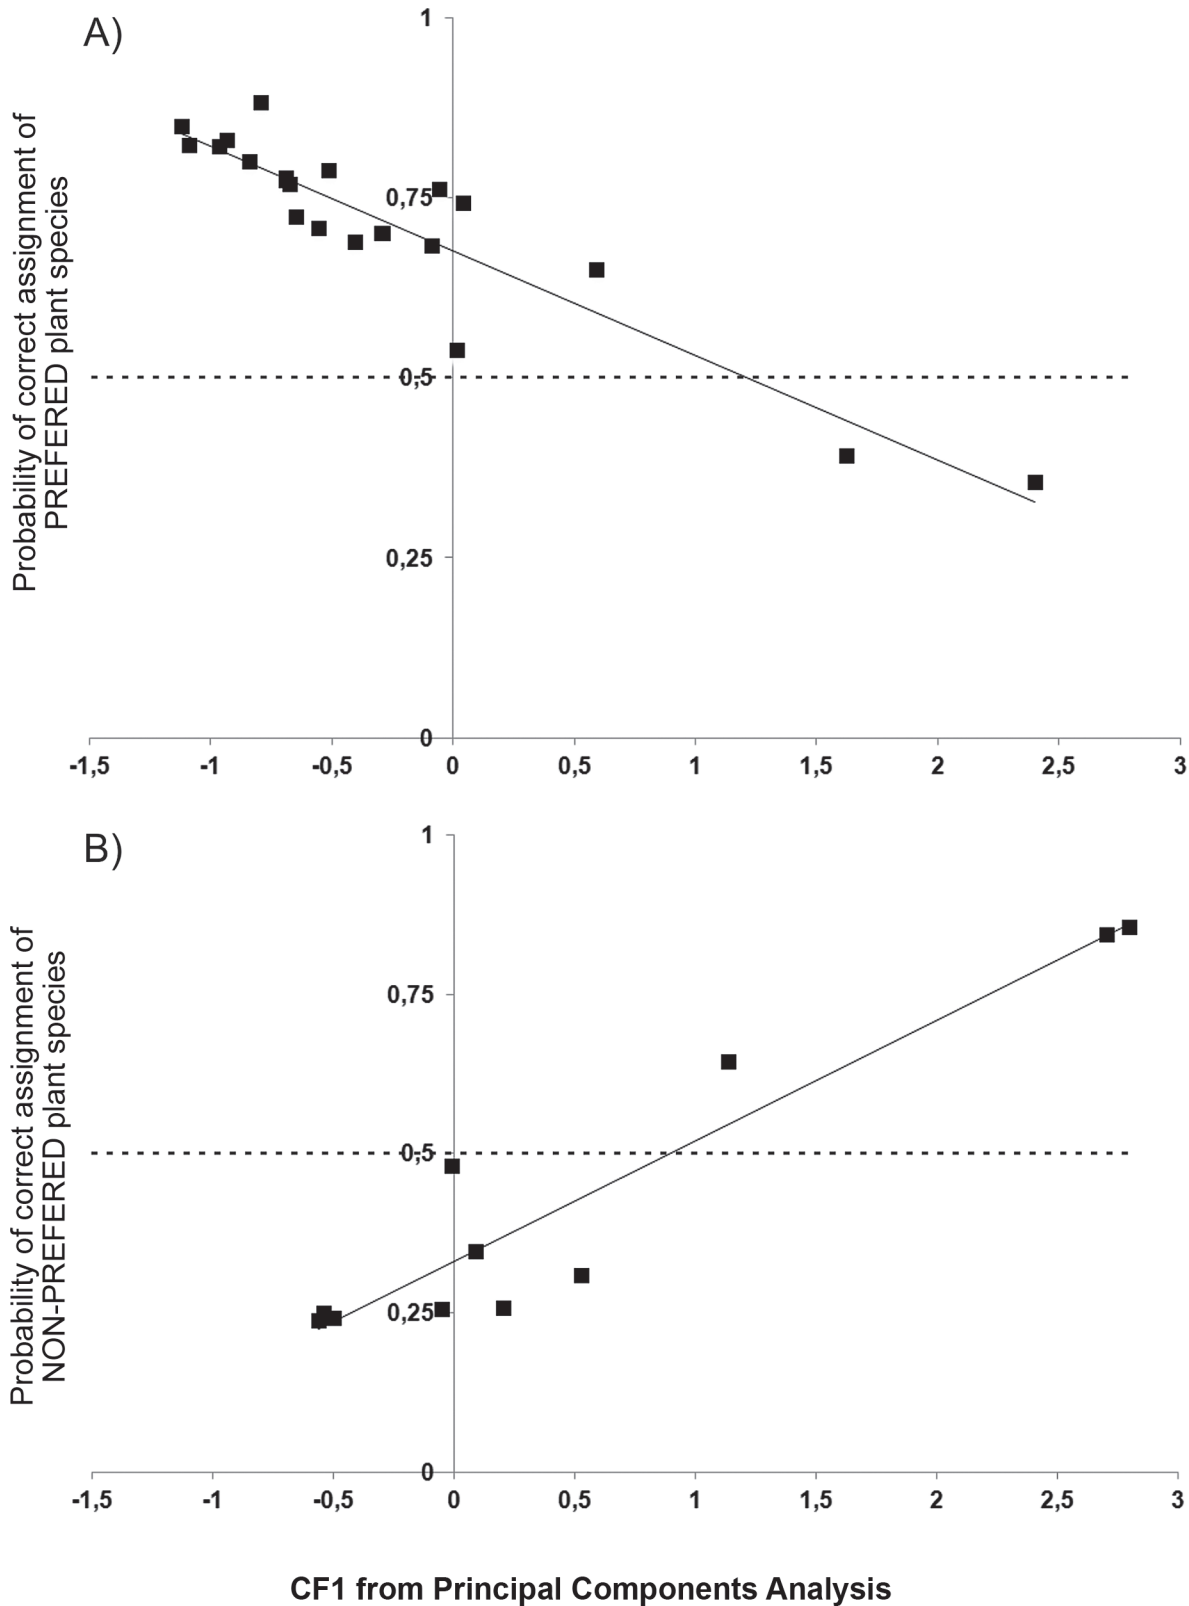 A)
Probability of correct assignment of
PREFERED plant species
1
0,75
0,5
0,25
0
-1,5 -1 -0,5 0 0,5 1 1,5 2 2,5 3
B)
Probability of correct assignment of
NON-PREFERED plant species
1
0,75
0,5
0,25
0
-1,5 -1 -0,5 0 0,5 1 1,5 2 2,5 3
CF1 from Principal Components Analysis